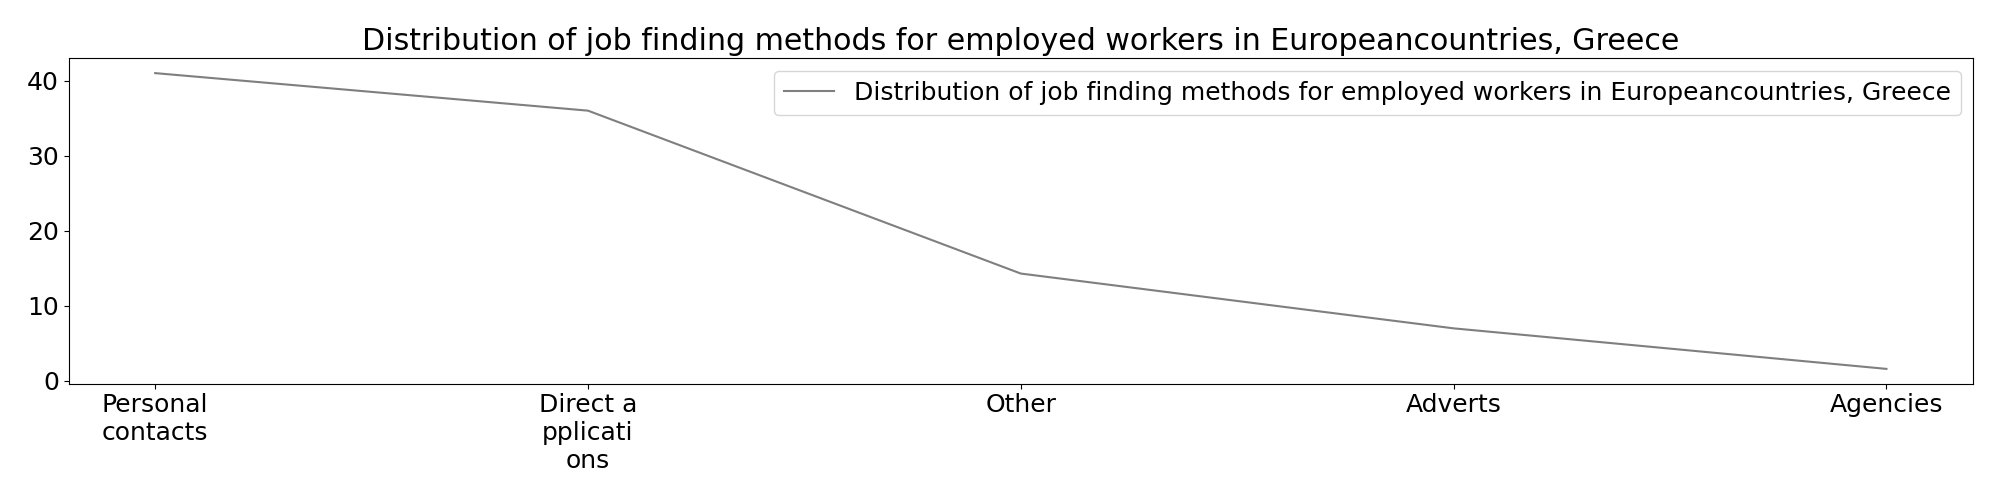 Distribution of job finding methods for employed workers in Europeancountries, Greece
Distribution of job finding methods for employed workers in Europeancountries, Greece
40
30
20
10
0
Personal
contacts
Direct a
pplicati
ons
Other
Adverts
Agencies